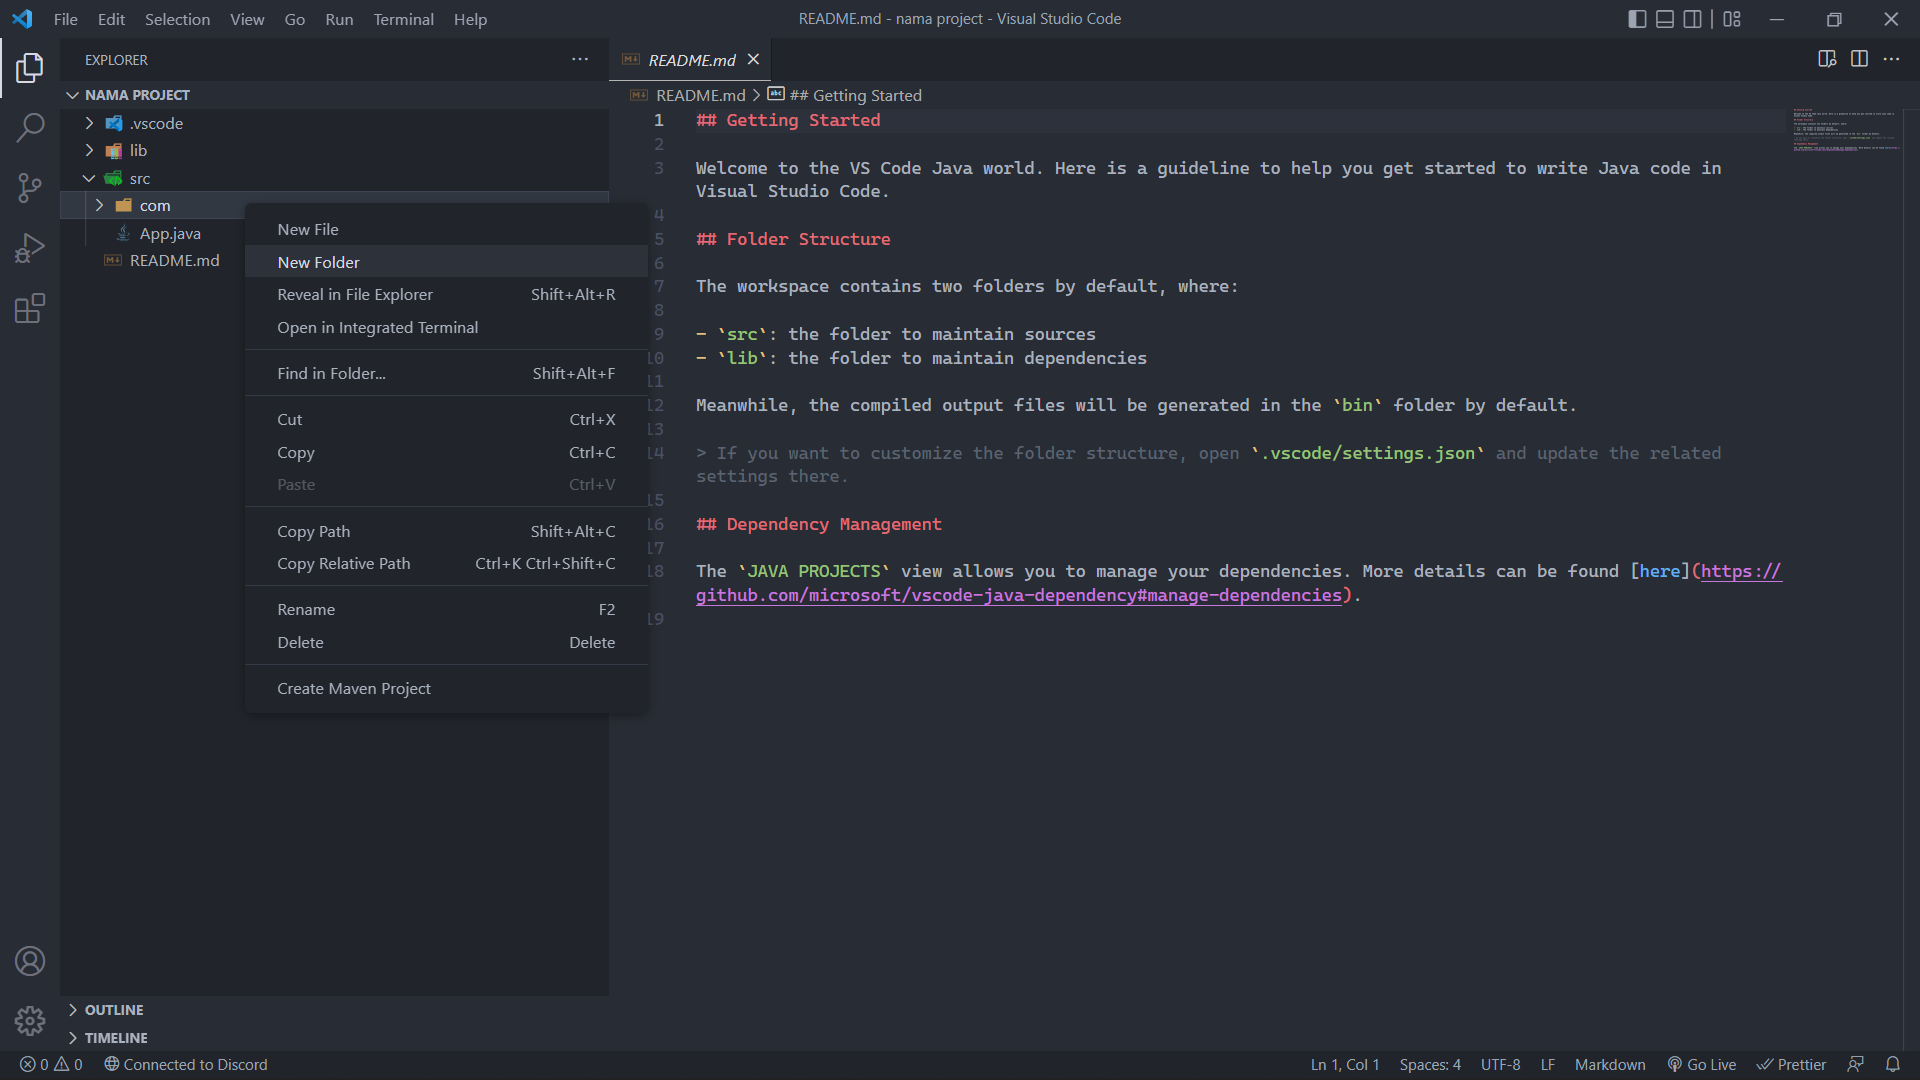 File Edit Selection View Go Run Terminal Help
README.md - nama project - Visual Studio Code
EXPLORER
NAMA PROJECT
.vscode
lib
src
com
App.java
README.md
New File
New Folder
Reveal in File Explorer Shift+Alt+R
Open in Integrated Terminal
Find in Folder... Shift+Alt+F
Cut Ctrl+X
Copy Ctrl+C
Paste Ctrl+V
Copy Path Shift+Alt+C
Copy Relative Path Ctrl+K Ctrl+Shift+C
Rename F2
Delete Delete
Create Maven Project
OUTLINE
TIMELINE
README.md
README.md > ## Getting Started
1 ## Getting Started
2
3 Welcome to the VS Code Java world. Here is a guideline to help you get started to write Java code in
Visual Studio Code.
4
5 ## Folder Structure
6
7 The workspace contains two folders by default, where:
8
9 - `src`: the folder to maintain sources
10 - `lib`: the folder to maintain dependencies
11
12 Meanwhile, the compiled output files will be generated in the `bin` folder by default.
13
14 > If you want to customize the folder structure, open `.vscode/settings.json` and update the related
settings there.
15
16 ## Dependency Management
17
18 The `JAVA PROJECTS` view allows you to manage your dependencies. More details can be found [here](https://
github.com/microsoft/vscode-java-dependency#manage-dependencies).
19
0 0 Connected to Discord
Ln 1, Col 1 Spaces: 4 UTF-8 LF Markdown Go Live Prettier